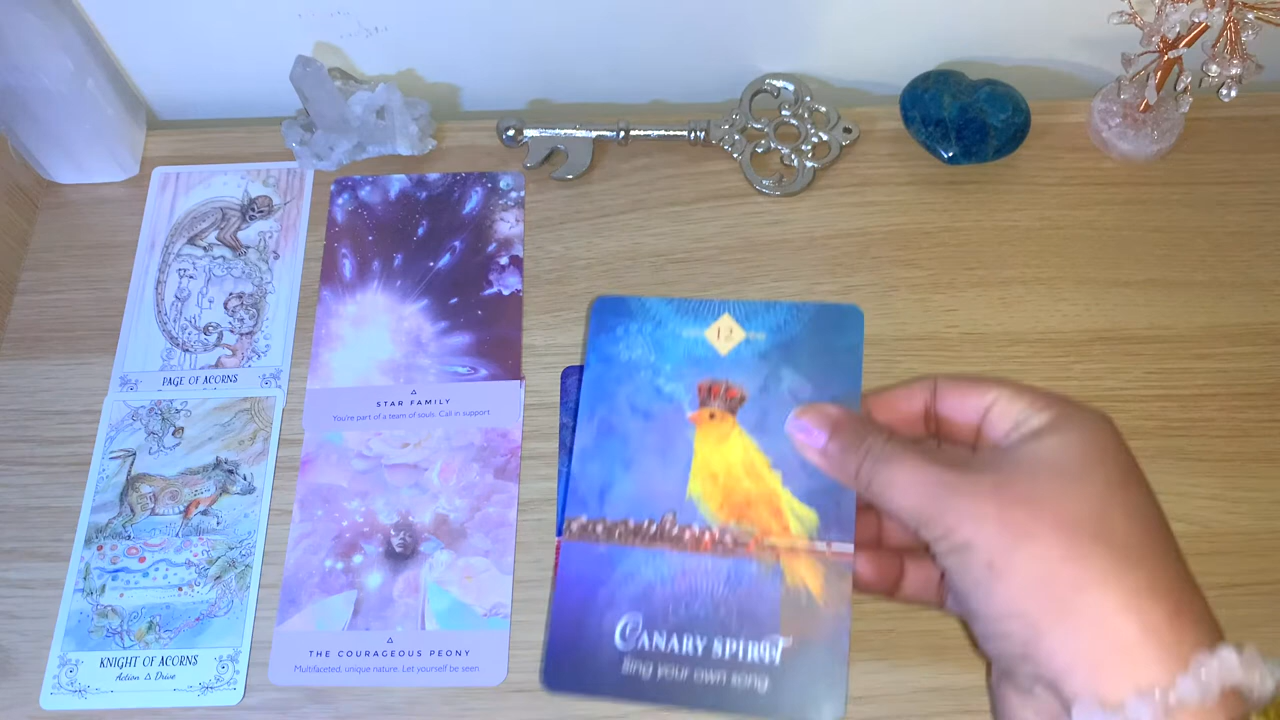 PAGE OF ACORNS
KNIGHT OF ACORNS
Action △ Drive
STAR FAMILY
You're part of a team of souls. Call in support
THE COURAGEOUS PEONY
Multifaceted, unique nature. Let yourself be seen.
12
CANARY SPIRIT
Sing your own song